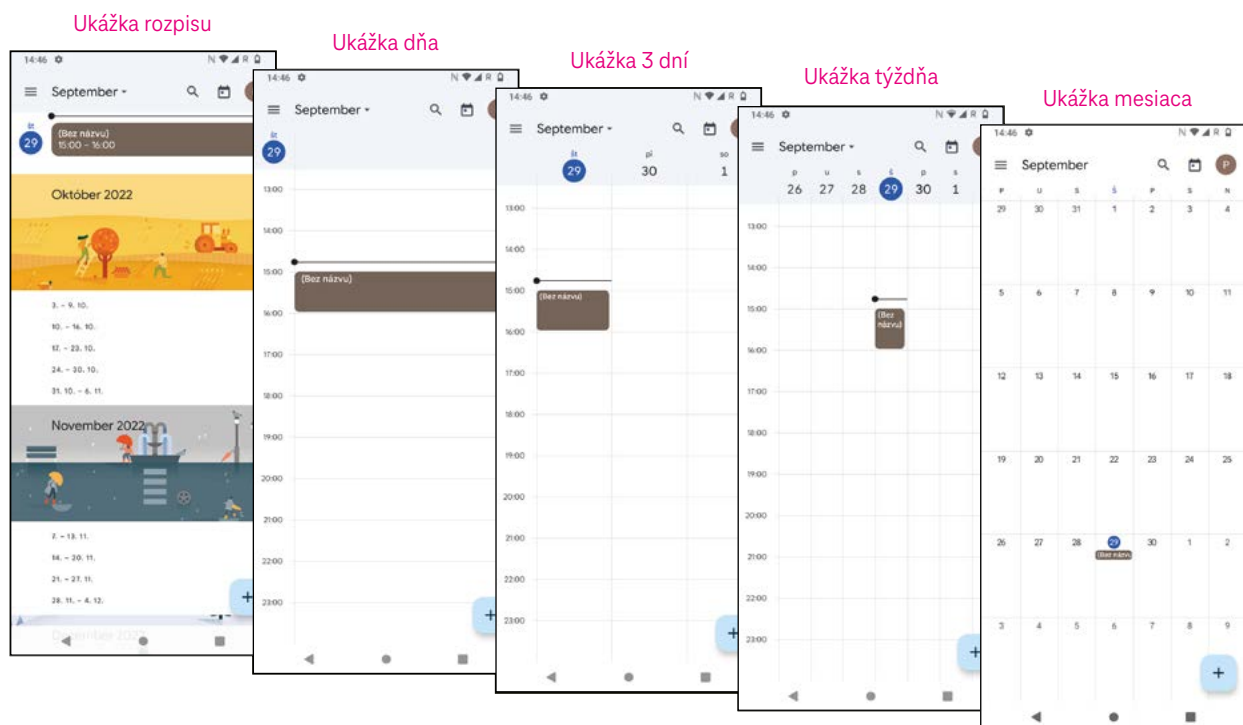 Ukážka rozpisu
14:46
N R
September
št
29
(Bez názvu)
15:00 – 16:00
Október 2022
3. – 9. 10.
10. – 16. 10.
17. – 23. 10.
24. – 30. 10.
31. 10. – 6. 11.
November 2022
7. – 13. 11.
14. – 20. 11.
21. – 27. 11.
28. 11. – 4. 12.
December 2022
+
Ukážka dňa
14:46
N R
September
št
29
13:00
14:00
15:00
(Bez názvu)
16:00
17:00
18:00
19:00
20:00
21:00
22:00
23:00
+
Ukážka 3 dní
14:46
N R
September
št pi so
29 30 1
13:00
14:00
15:00
(Bez názvu)
16:00
17:00
18:00
19:00
20:00
21:00
22:00
23:00
+
Ukážka týždňa
14:46
N R
September
p u s š p s
26 27 28 29 30 1
13:00
14:00
15:00
(Bez
názvu)
16:00
17:00
18:00
19:00
20:00
21:00
22:00
23:00
+
Ukážka mesiaca
14:46
N R
September
P
P U S Š P S N
29 30 31 1 2 3 4
5 6 7 8 9 10 11
12 13 14 15 16 17 18
19 20 21 22 23 24 25
26 27 28 29 30 1 2
(Bez názvu
3 4 5 6 7 8 9
+